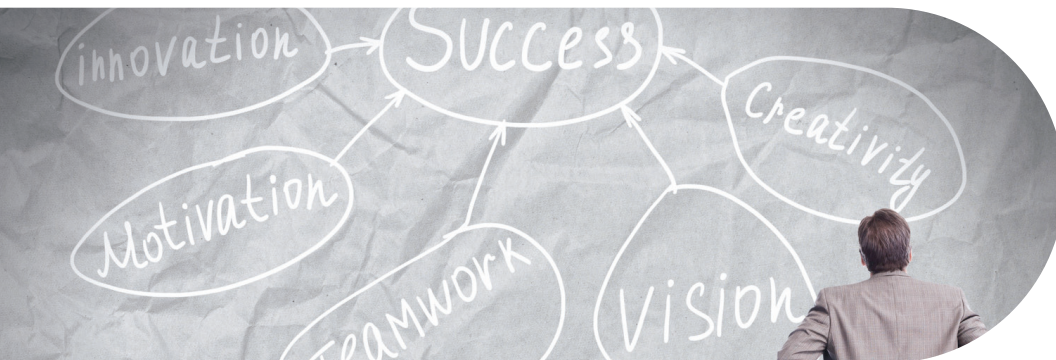 innovation
Success
Creativity
Motivation
Teamwork
Vision